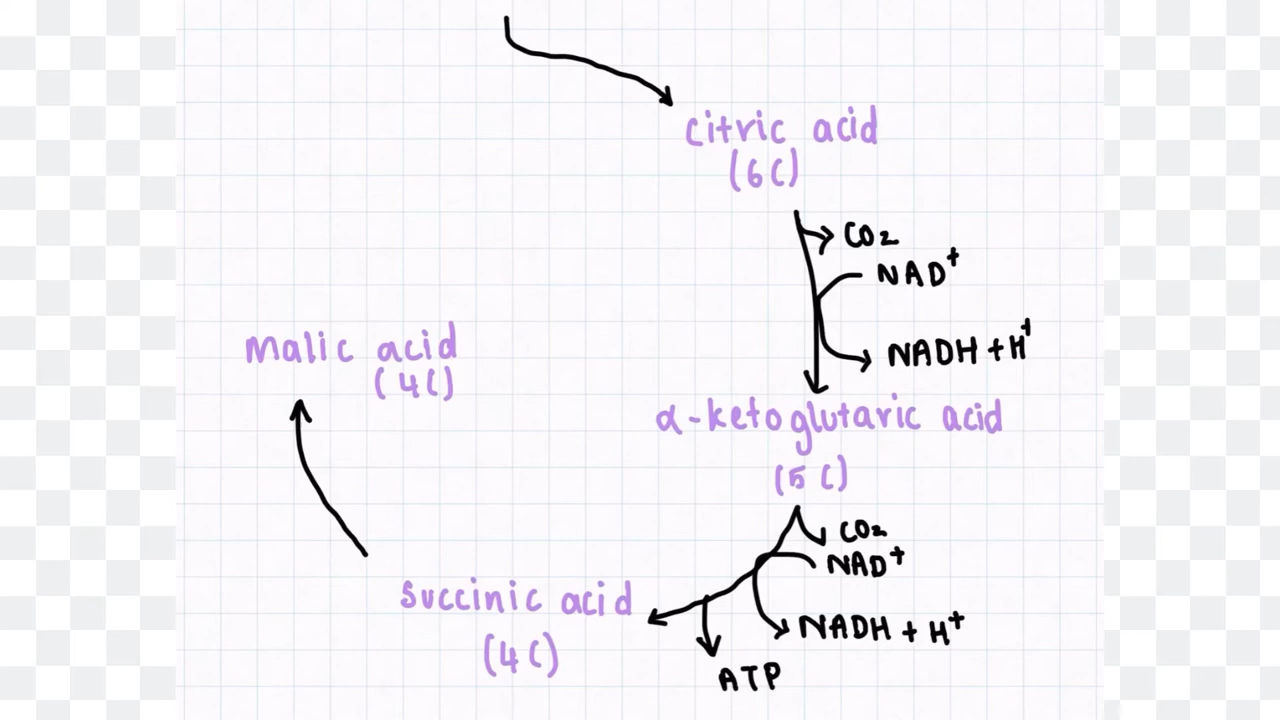 Citric acid
(6C)
CO₂
NAD⁺
NADH + H⁺
Malic acid
(4C)
α-ketoglutaric acid
(5C)
CO₂
NAD⁺
NADH + H⁺
Succinic acid
(4C)
ATP